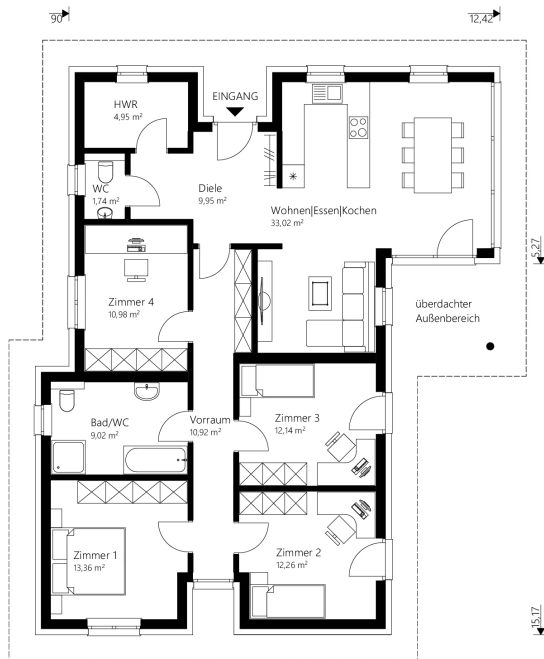 90
12,42
HWR
4,95 m²
EINGANG
WC
1,74 m²
Diele
9,95 m²
Wohnen|Essen|Kochen
33,02 m²
5,27
Zimmer 4
10,98 m²
überdachter
Außenbereich
Bad/WC
9,02 m²
Vorraum
10,92 m²
Zimmer 3
12,14 m²
Zimmer 1
13,36 m²
Zimmer 2
12,26 m²
15,17